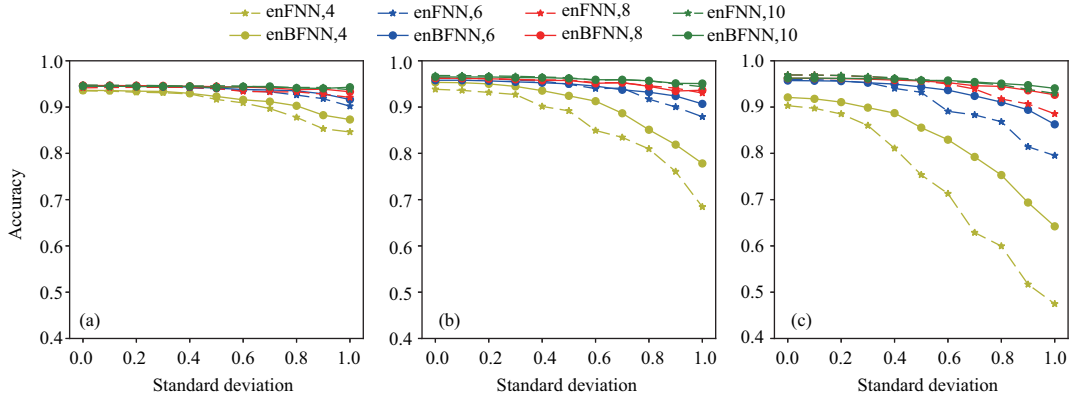 enFNN,4 enFNN,6 enFNN,8 enFNN,10
enBFNN,4 enBFNN,6 enBFNN,8 enBFNN,10
1.0 1.0 1.0
0.9 0.9 0.9
0.8 0.8 0.8
0.7 0.7 0.7
0.6 0.6 0.6
0.5 0.5 0.5
0.4 0.4 0.4
Accuracy
(a) (b) (c)
0.0 0.2 0.4 0.6 0.8 1.0 0.0 0.2 0.4 0.6 0.8 1.0 0.0 0.2 0.4 0.6 0.8 1.0
Standard deviation Standard deviation Standard deviation